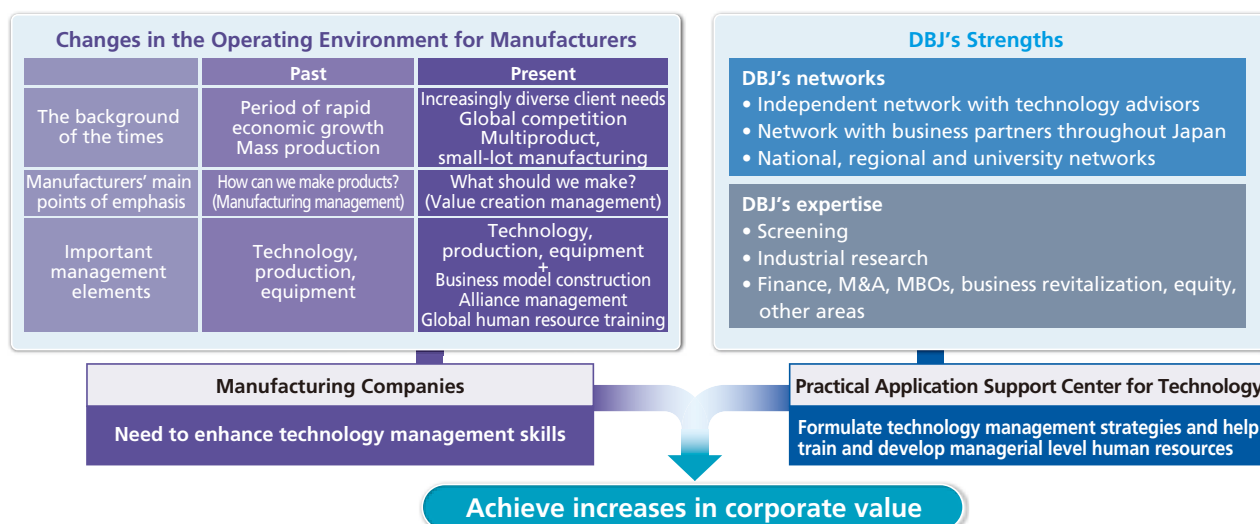 Changes in the Operating Environment for Manufacturers
Past
Present
The background
of the times
Period of rapid
economic growth
Mass production
Increasingly diverse client needs
Global competition
Multiproduct,
small-lot manufacturing
Manufacturers' main
points of emphasis
How can we make products?
(Manufacturing management)
What should we make?
(Value creation management)
Important
management
elements
Technology,
production,
equipment
Technology,
production, equipment
+
Business model construction
Alliance management
Global human resource training
DBJ's Strengths
DBJ's networks
• Independent network with technology advisors
• Network with business partners throughout Japan
• National, regional and university networks
DBJ's expertise
• Screening
• Industrial research
• Finance, M&A, MBOs, business revitalization, equity,
other areas
Manufacturing Companies
Need to enhance technology management skills
Practical Application Support Center for Technology
Formulate technology management strategies and help
train and develop managerial level human resources
Achieve increases in corporate value